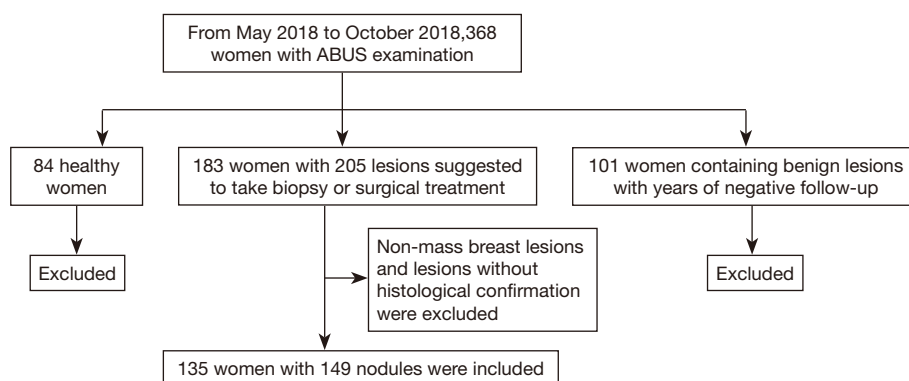 From May 2018 to October 2018,368
women with ABUS examination
84 healthy
women
183 women with 205 lesions suggested
to take biopsy or surgical treatment
101 women containing benign lesions
with years of negative follow-up
Excluded
Non-mass breast lesions
and lesions without
histological confirmation
were excluded
Excluded
135 women with 149 nodules were included